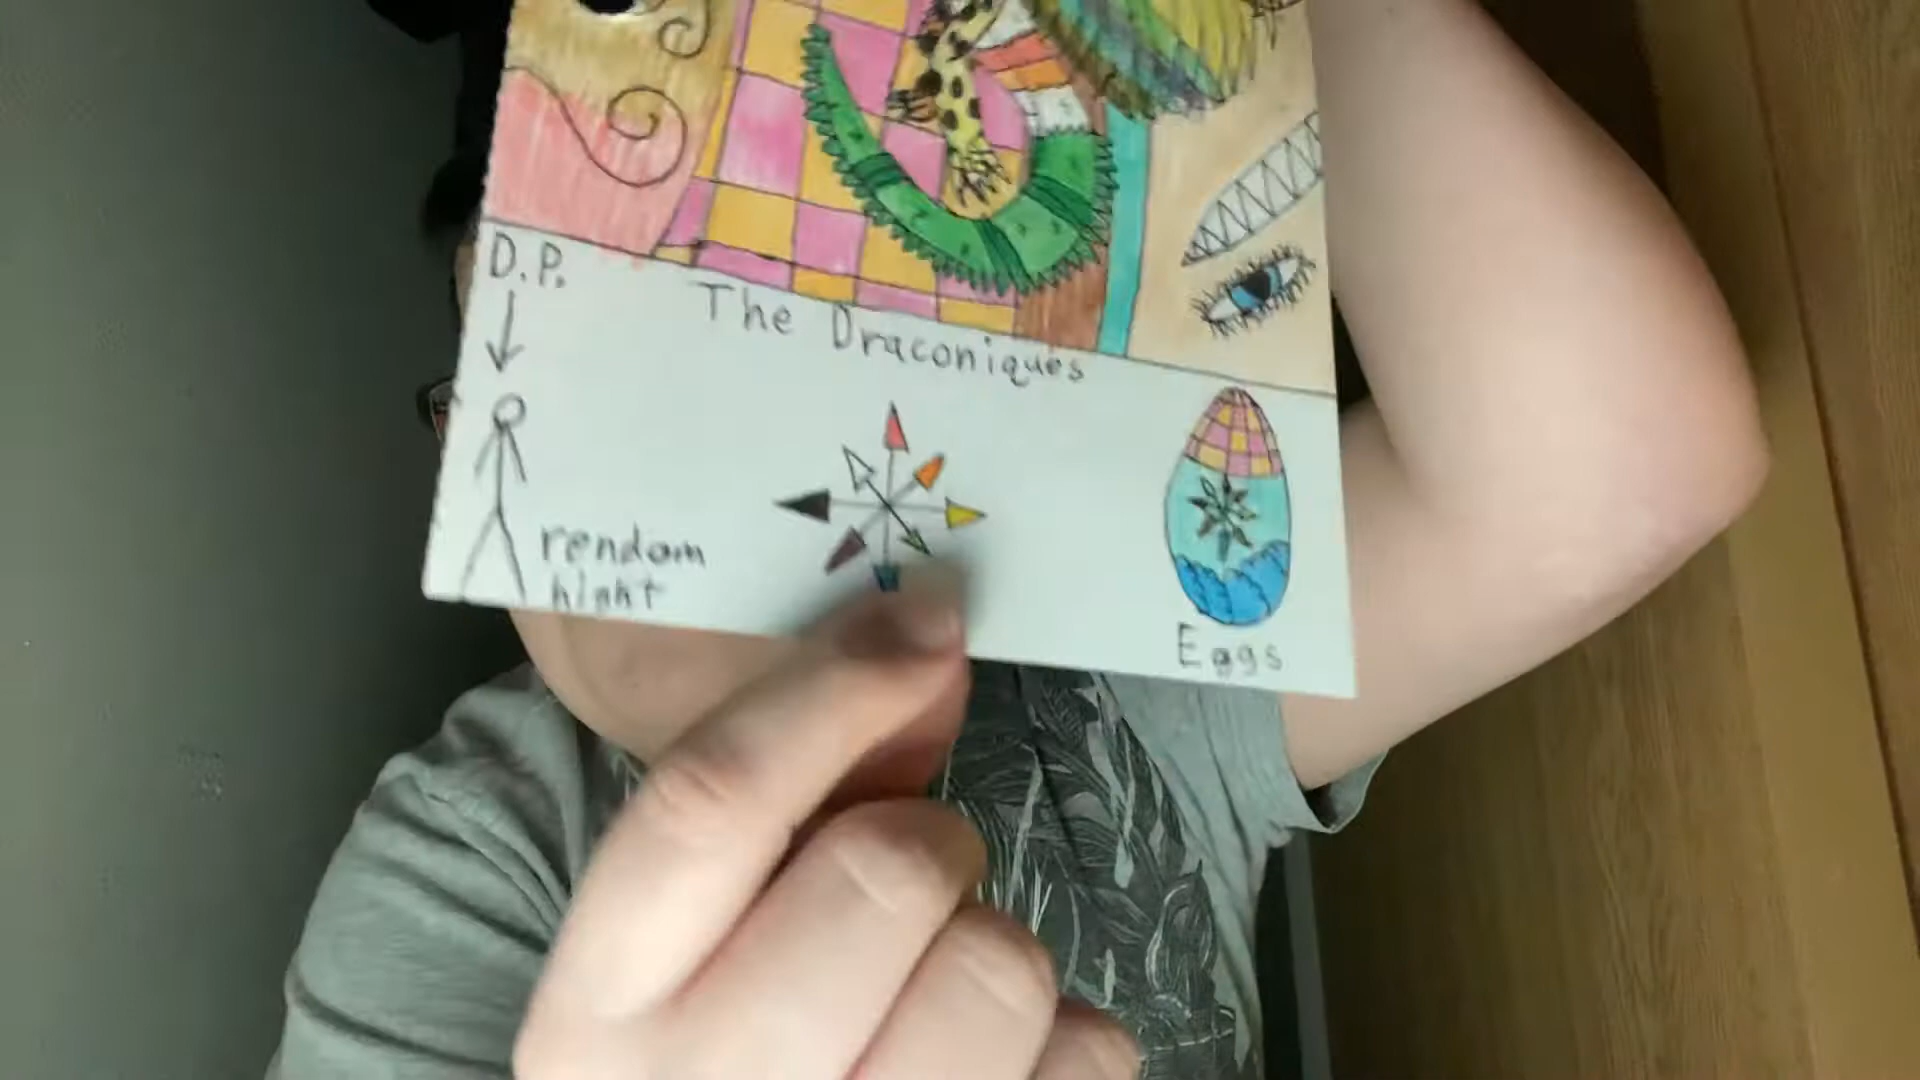 D.P.
The Draconiques
rendom
hight
Eggs